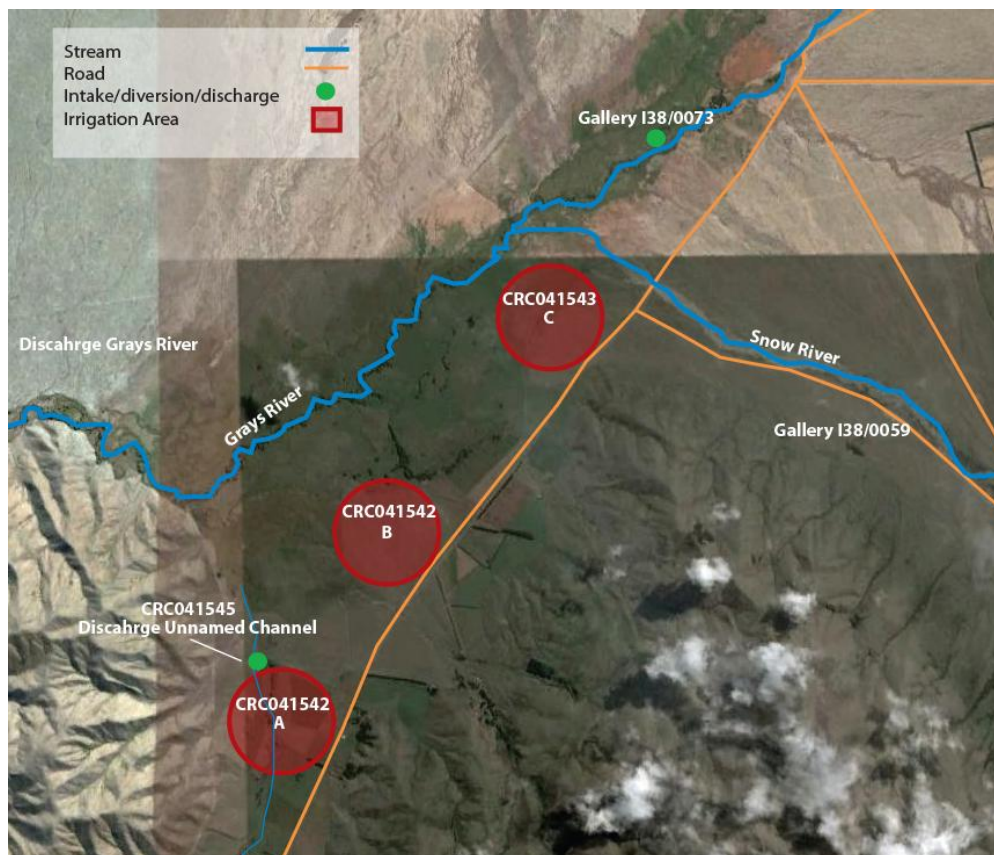 Stream
Road
Intake/diversion/discharge
Irrigation Area
Gallery I38/0073
CRC041543
C
Discahrge Grays River
Snow River
Grays River
Gallery I38/0059
CRC041542
B
CRC041545
Discahrge Unnamed Channel
CRC041542
A